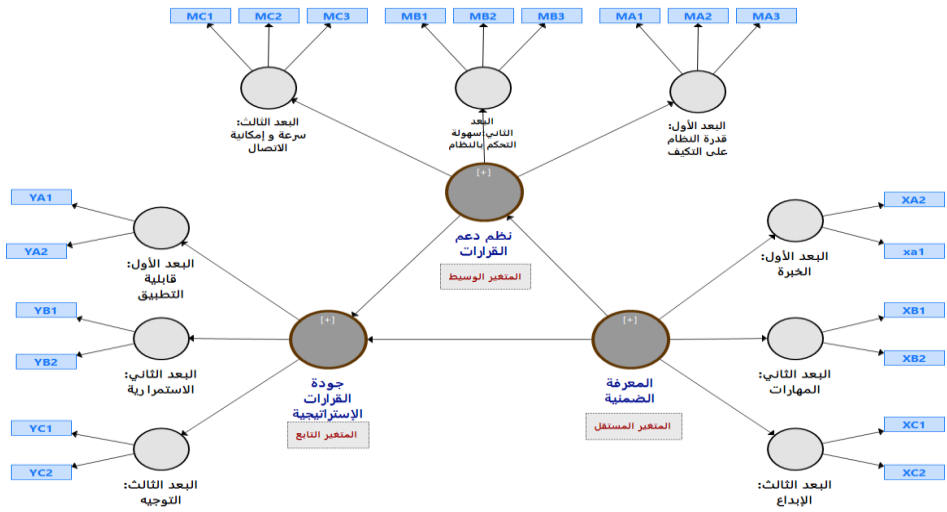 MC1 MC2 MC3 MB1 MB2 MB3 MA1 MA2 MA3
البعد الأول:
قدرة النظام
على التكيف
البعد
الثاني:سهولة
التحكم بالنظام
البعد الثالث:
سرعة و إمكانية
الاتصال
[+]
نظم دعم
القرارات
المتغير الوسيط
XA2
xa1
البعد الأول:
الخبرة
XB1
XB2
البعد الثاني:
المهارات
XC1
XC2
البعد الثالث:
الإبداع
[+]
المعرفة
الضمنية
المتغير المستقل
[+]
جودة
القرارات
الإستراتيجية
المتغير التابع
YA1
YA2
البعد الأول:
قابلية
التطبيق
YB1
YB2
البعد الثاني:
الاستمرارية
YC1
YC2
البعد الثالث:
التوجيه